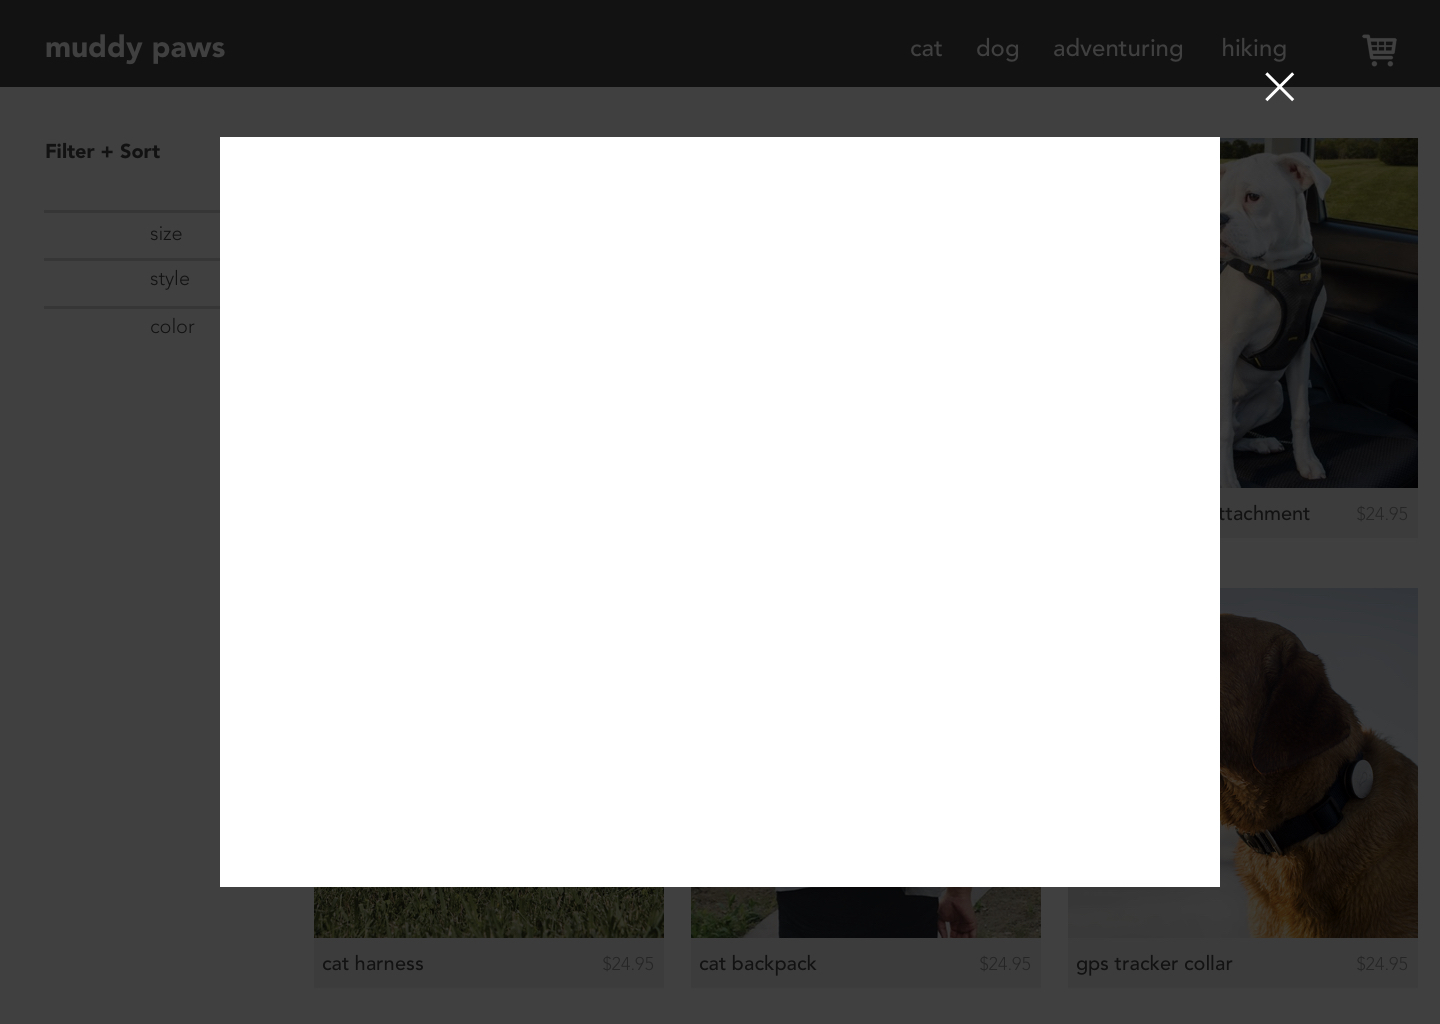 muddy paws
cat dog adventuring hiking
Filter + Sort
size
style
color
ttachment $24.95
cat harness $24.95
cat backpack $24.95
gps tracker collar $24.95